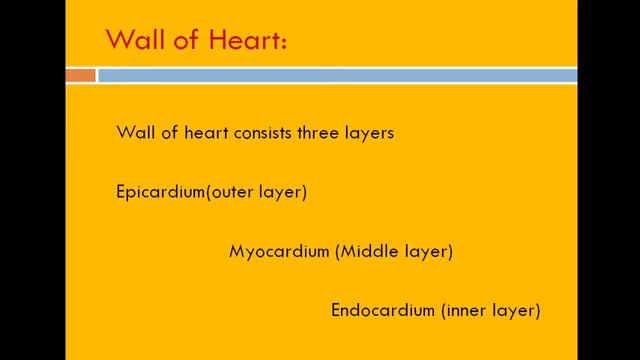 Wall of Heart:
Wall of heart consists three layers
Epicardium(outer layer)
Myocardium (Middle layer)
Endocardium (inner layer)